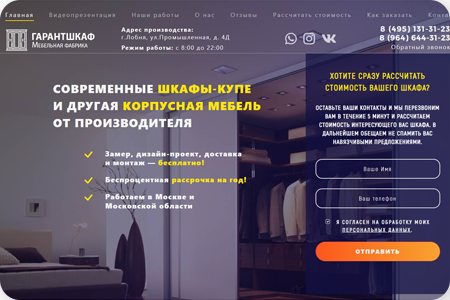 Главная Видеопрезентация Наши работы О нас Отзывы Рассчитать стоимость Как заказать
ГАРАНТШКАФ
МЕБЕЛЬНАЯ ФАБРИКА
Адрес производства:
г.Лобня, ул.Промышленная, д. 4Д
Режим работы: с 8:00 до 22:00
8 (495) 131-31-23
8 (964) 644-31-23
Обратный звонок
СОВРЕМЕННЫЕ ШКАФЫ-КУПЕ
И ДРУГАЯ КОРПУСНАЯ МЕБЕЛЬ
ОТ ПРОИЗВОДИТЕЛЯ
Замер, дизайн-проект, доставка
и монтаж — бесплатно!
Беспроцентная рассрочка на год!
Работаем в Москве и
Московской области
ХОТИТЕ СРАЗУ РАССЧИТАТЬ
СТОИМОСТЬ ВАШЕГО ШКАФА?
ОСТАВЬТЕ ВАШИ КОНТАКТЫ И МЫ ПЕРЕЗВОНИМ
ВАМ В ТЕЧЕНИЕ 5 МИНУТ И РАССЧИТАЕМ
СТОИМОСТЬ ИНТЕРЕСУЮЩЕГО ВАС ШКАФА. В
ДАЛЬНЕЙШЕМ ОБЕЩАЕМ НЕ СПАМИТЬ ВАС
НАВЯЗЧИВЫМИ ПРЕДЛОЖЕНИЯМИ.
Ваше Имя
Ваш телефон
Я СОГЛАСЕН НА ОБРАБОТКУ МОИХ
ПЕРСОНАЛЬНЫХ ДАННЫХ.
ОТПРАВИТЬ